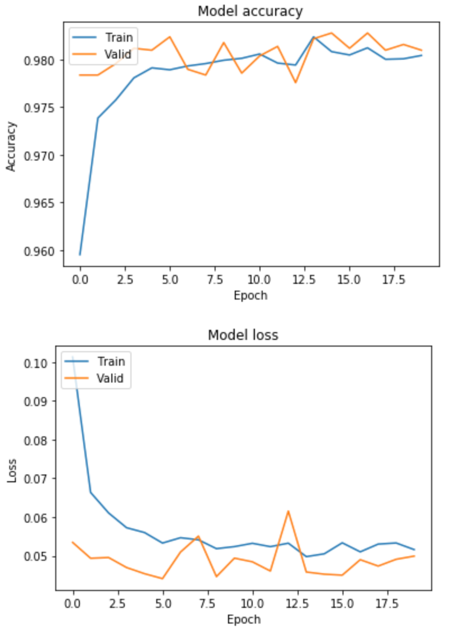 Model accuracy
Train
Valid
0.980
0.975
0.970
0.965
0.960
Accuracy
0.0 2.5 5.0 7.5 10.0 12.5 15.0 17.5
Epoch
Model loss
Train
Valid
0.10
0.09
0.08
0.07
0.06
0.05
Loss
0.0 2.5 5.0 7.5 10.0 12.5 15.0 17.5
Epoch